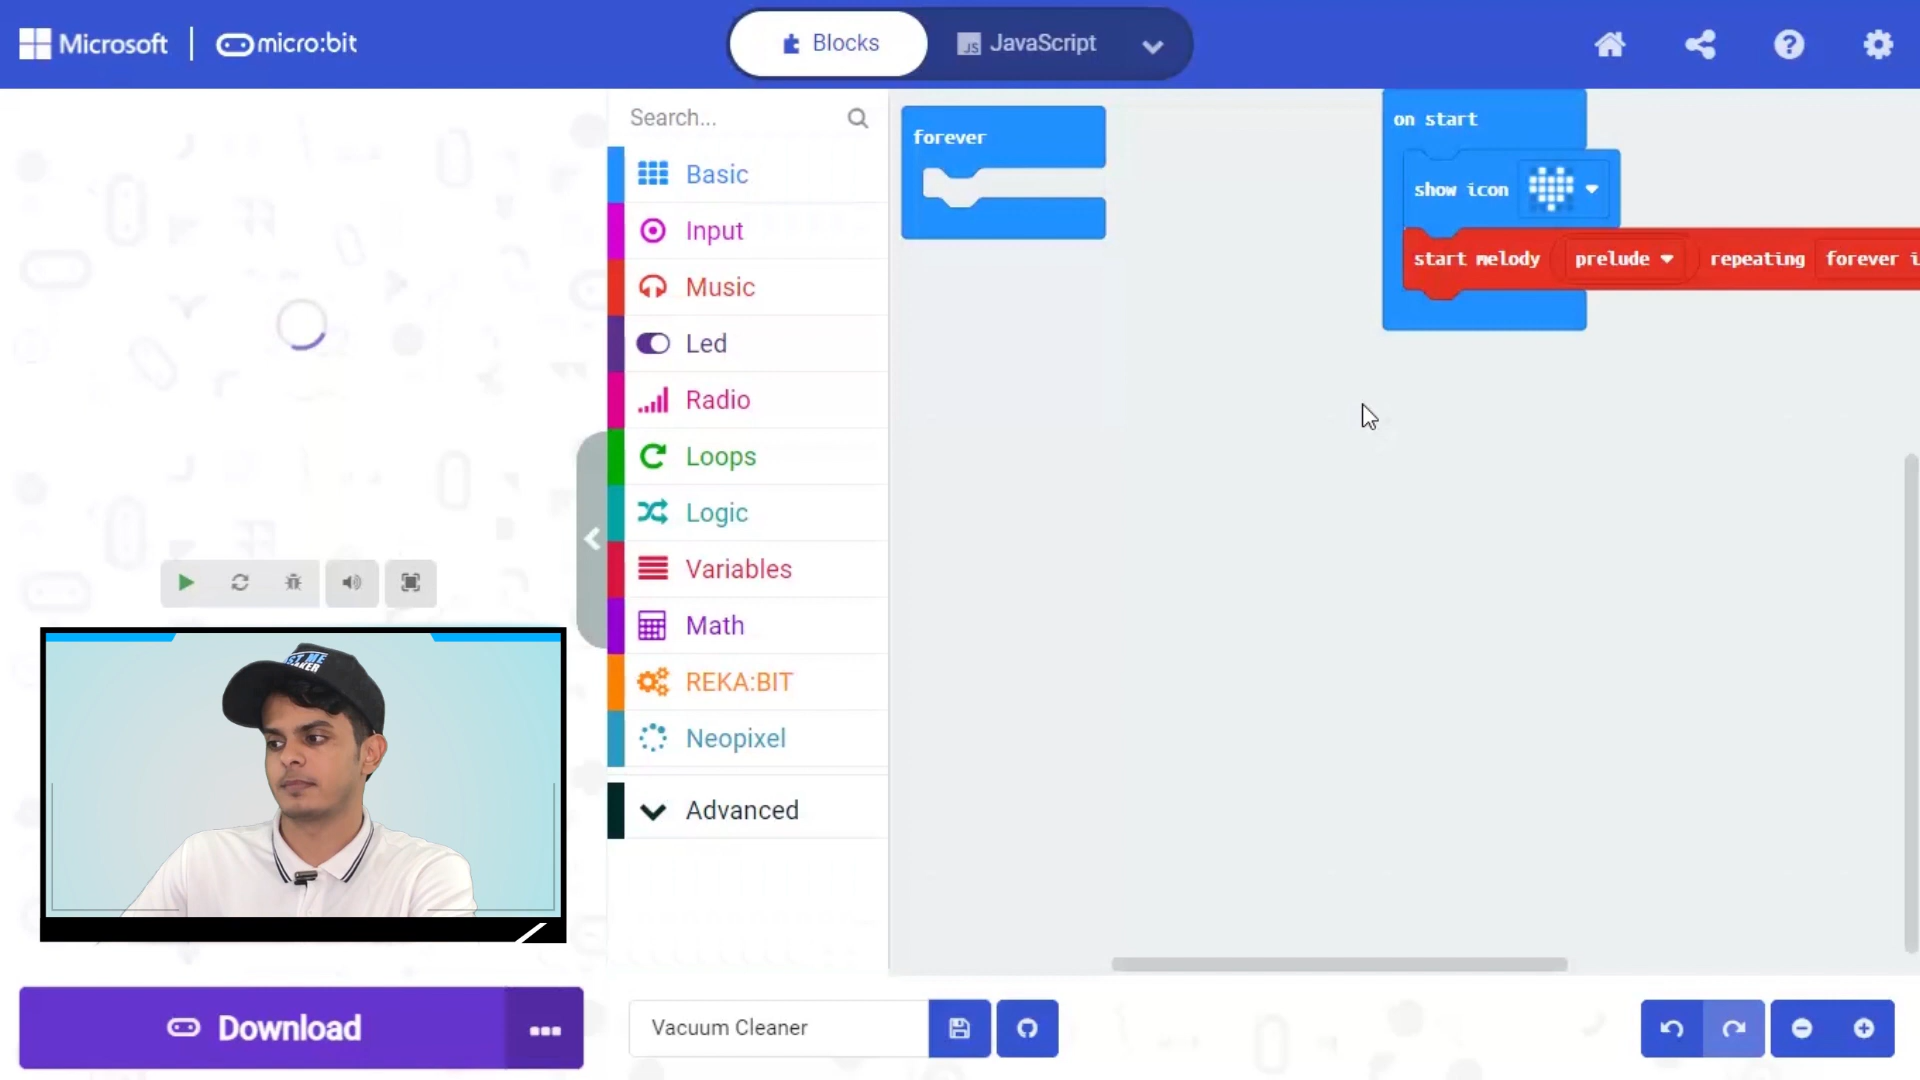 Microsoft | micro:bit
Blocks
JS JavaScript
Search...
Basic
Input
Music
Led
Radio
Loops
Logic
Variables
Math
REKA:BIT
Neopixel
Advanced
forever
on start
show icon
start melody prelude repeating forever
Download
Vacuum Cleaner